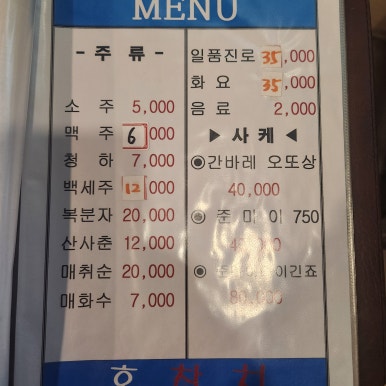 MENU
- 주 류 -
소 주 5,000
맥 주 6,000
청 하 7,000
백세주 12,000
복분자 20,000
산사춘 12,000
매취순 20,000
매화수 7,000
일품진로 35,000
화 요 35,000
음 료 2,000
▶ 사케 ◀
◉간바레 오또상
40,000
◉ 준 마 이 750
이긴죠